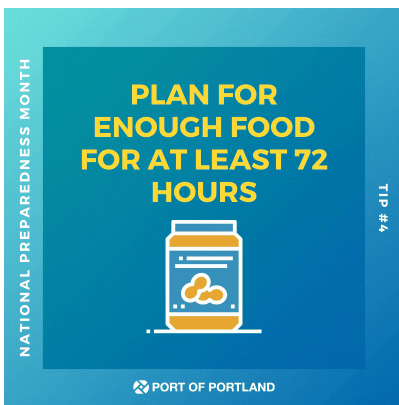 NATIONAL PREPAREDNESS MONTH
PLAN FOR
ENOUGH FOOD
FOR AT LEAST 72
HOURS
TIP #4
PORT OF PORTLAND